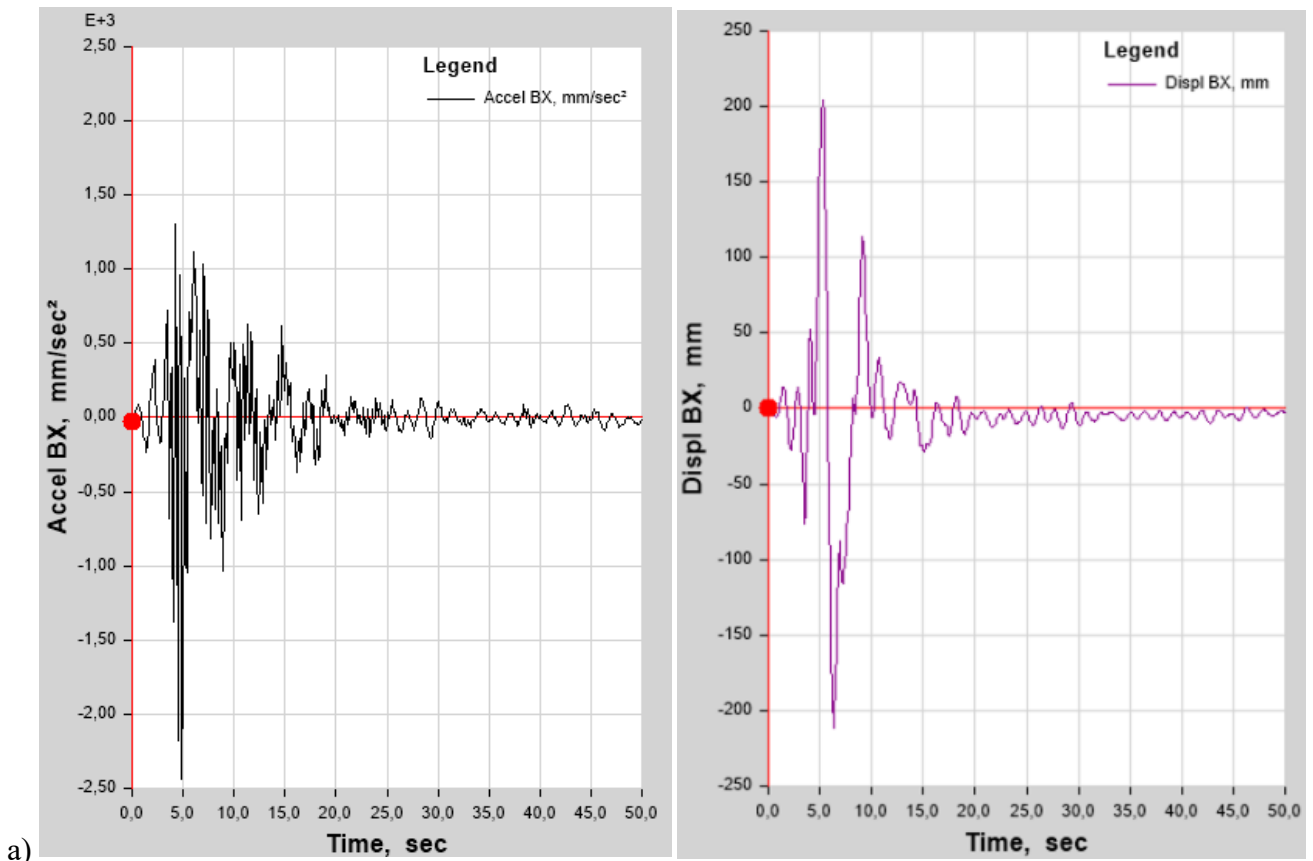 E+3
2,50
2,00
1,50
1,00
0,50
0,00
-0,50
-1,00
-1,50
-2,00
-2,50
Accel BX, mm/sec²
Legend
Accel BX, mm/sec²
0,0 5,0 10,0 15,0 20,0 25,0 30,0 35,0 40,0 45,0 50,0
Time, sec
250
200
150
100
50
0
-50
-100
-150
-200
-250
Displ BX, mm
Legend
Displ BX, mm
0,0 5,0 10,0 15,0 20,0 25,0 30,0 35,0 40,0 45,0 50,0
Time, sec
a)